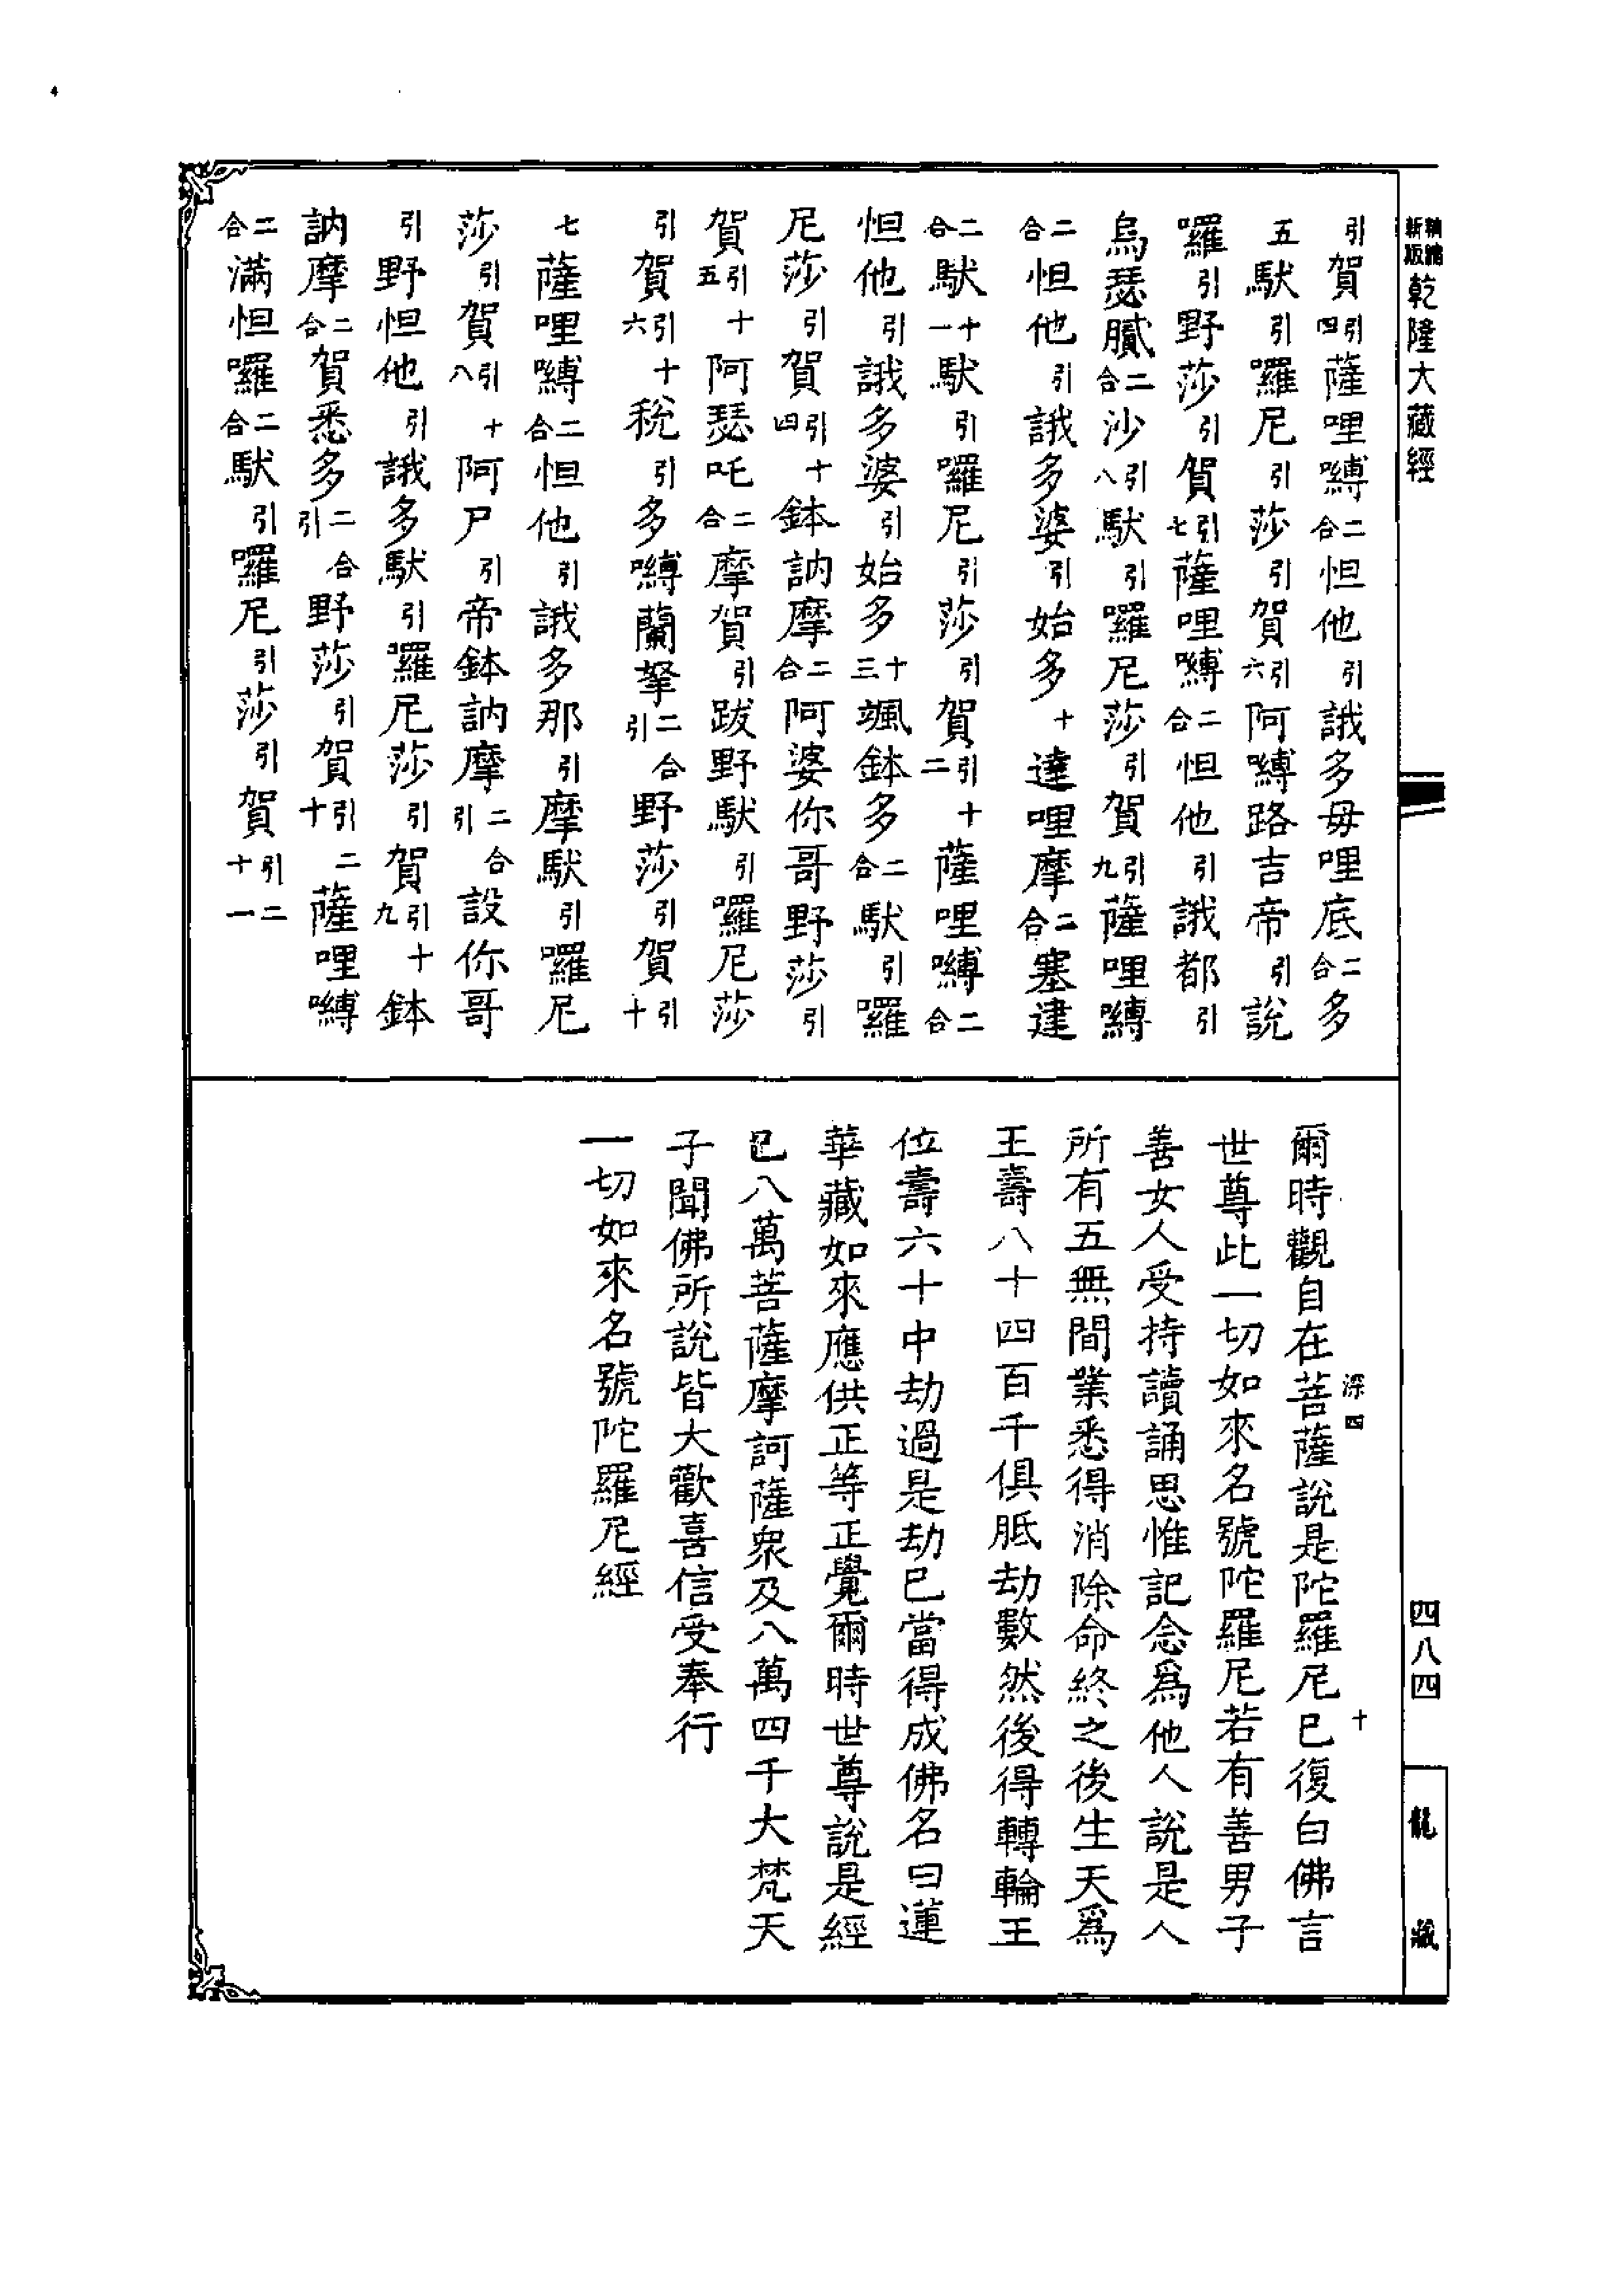 精縮新版
乾隆大藏經
引賀引四薩哩嚩二合怛他引誐多毋哩底二合多
五馱引囉尼引莎引賀引六阿嚩路吉帝引說
囉引野莎引賀引七薩哩嚩二合怛他引誐都引
烏瑟膩二合沙引八馱引囉尼莎引賀引九薩哩嚩
二合怛他引誐多婆引始多十達哩摩二合塞建
二合馱十一馱引囉尼引莎引賀引十二薩哩嚩二合
怛他引誐多婆引始多十三颯鉢多二合馱引囉
尼莎引賀引十四鉢訥摩二合阿婆你哥野莎引
賀引十五阿瑟吒二合摩賀引跋野馱引囉尼莎
引賀引十六稅引多嚩蘭拏二合引野莎引賀引十
七薩哩嚩二合怛他引誐多那引摩馱引囉尼
莎引賀引十八阿尸引帝鉢訥摩二合引設你哥
引野怛他引誐多馱引囉尼莎引賀引十九鉢
訥摩二合賀悉多二合引野莎引賀引二十薩哩嚩
二合滿怛囉二合馱引囉尼引莎引賀引二十一
爾時觀自在菩薩說是陀羅尼已復白佛言
世尊此一切如來名號陀羅尼若有善男子
善女人受持讀誦思惟記念爲他人說是人
所有五無間業悉得消除命終之後生天爲
王壽八十四百千俱胝劫數然後得轉輪王
位壽六十中劫過是劫已當得成佛名曰蓮
華藏如來應供正等正覺爾時世尊說是經
已八萬菩薩摩訶薩眾及八萬四千大梵天
子聞佛所說皆大歡喜信受奉行
一切如來名號陀羅尼經
深四
十
四八四
龍藏